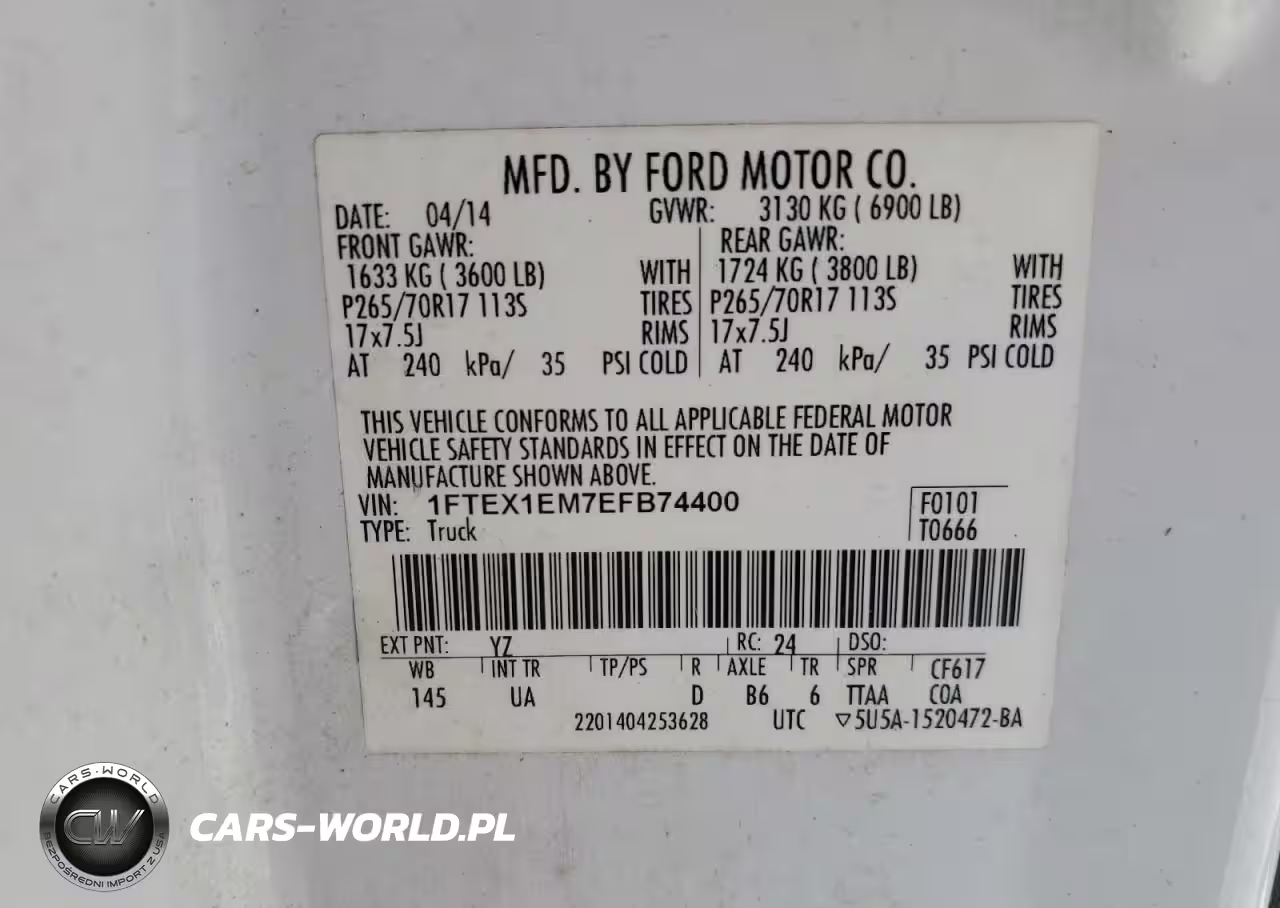 MFD. BY FORD MOTOR CO.
DATE: 04/14 GVWR: 3130 KG ( 6900 LB)
FRONT GAWR: REAR GAWR:
1633 KG ( 3600 LB) WITH 1724 KG ( 3800 LB) WITH
P265/70R17 113S TIRES P265/70R17 113S TIRES
17x7.5J RIMS 17x7.5J RIMS
AT 240 kPa/ 35 PSI COLD AT 240 kPa/ 35 PSI COLD
THIS VEHICLE CONFORMS TO ALL APPLICABLE FEDERAL MOTOR
VEHICLE SAFETY STANDARDS IN EFFECT ON THE DATE OF
MANUFACTURE SHOWN ABOVE.
VIN: 1FTEX1EM7EFB74400 F0101
TYPE: Truck T0666
EXT PNT: YZ RC: 24 DSO:
WB INT TR TP/PS R AXLE TR SPR CF617
145 UA D B6 6 TTAA COA
2201404253628 UTC ▽5U5A-1520472-BA
CARS-WORLD
CW
BEZPOŚREDNI IMPORT Z USA
CARS-WORLD.PL